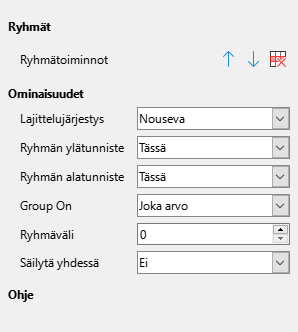 Ryhmät
Ryhmätoiminnot
Ominaisuudet
Lajittelujärjestys Nouseva
Ryhmän ylätunniste Tässä
Ryhmän alatunniste Tässä
Group On Joka arvo
Ryhmäväli 0
Säilytä yhdessä Ei
Ohje